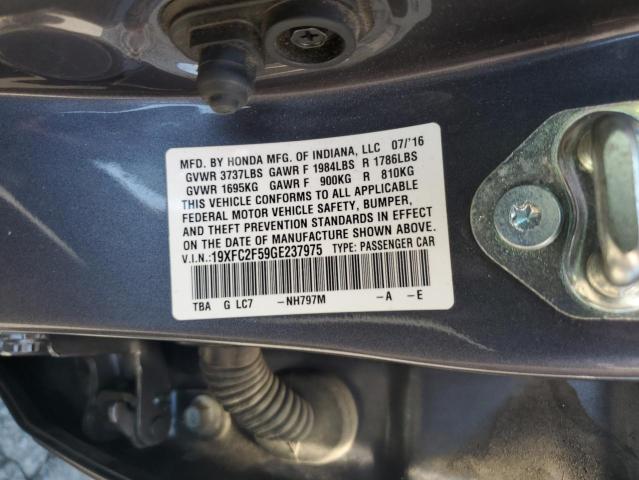 MFD. BY HONDA MFG. OF INDIANA, LLC 07/'16
GVWR 3737LBS GAWR F 1984LBS R 1786LBS
GVWR 1695KG GAWR F 900KG R 810KG
THIS VEHICLE CONFORMS TO ALL APPLICABLE
FEDERAL MOTOR VEHICLE SAFETY, BUMPER,
AND THEFT PREVENTION STANDARDS IN EFFECT
ON THE DATE OF MANUFACTURE SHOWN ABOVE.
V.I.N.:19XFC2F59GE237975 TYPE: PASSENGER CAR
TBA G LC7 -NH797M -A -E